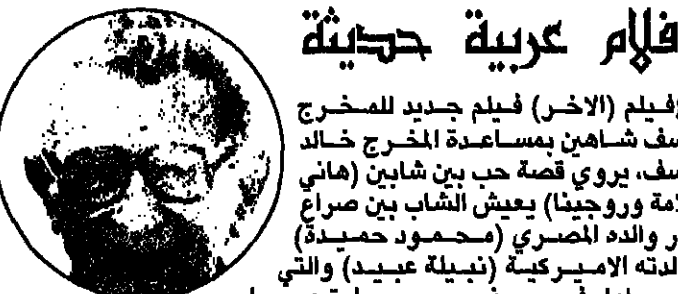 فلام عربية حديثة
وفيلم (الاخر) فيلم جديد للمخرج
سف شاهين بمساعدة المخرج خالد
سف، يروي قصة حب بين شابين (هاني
لامة وروجينا) يعيش الشاب بين صراع
ر والده المصري (محمود حميدة)
لدته الاميركية (نبيلة عبيد) والتي